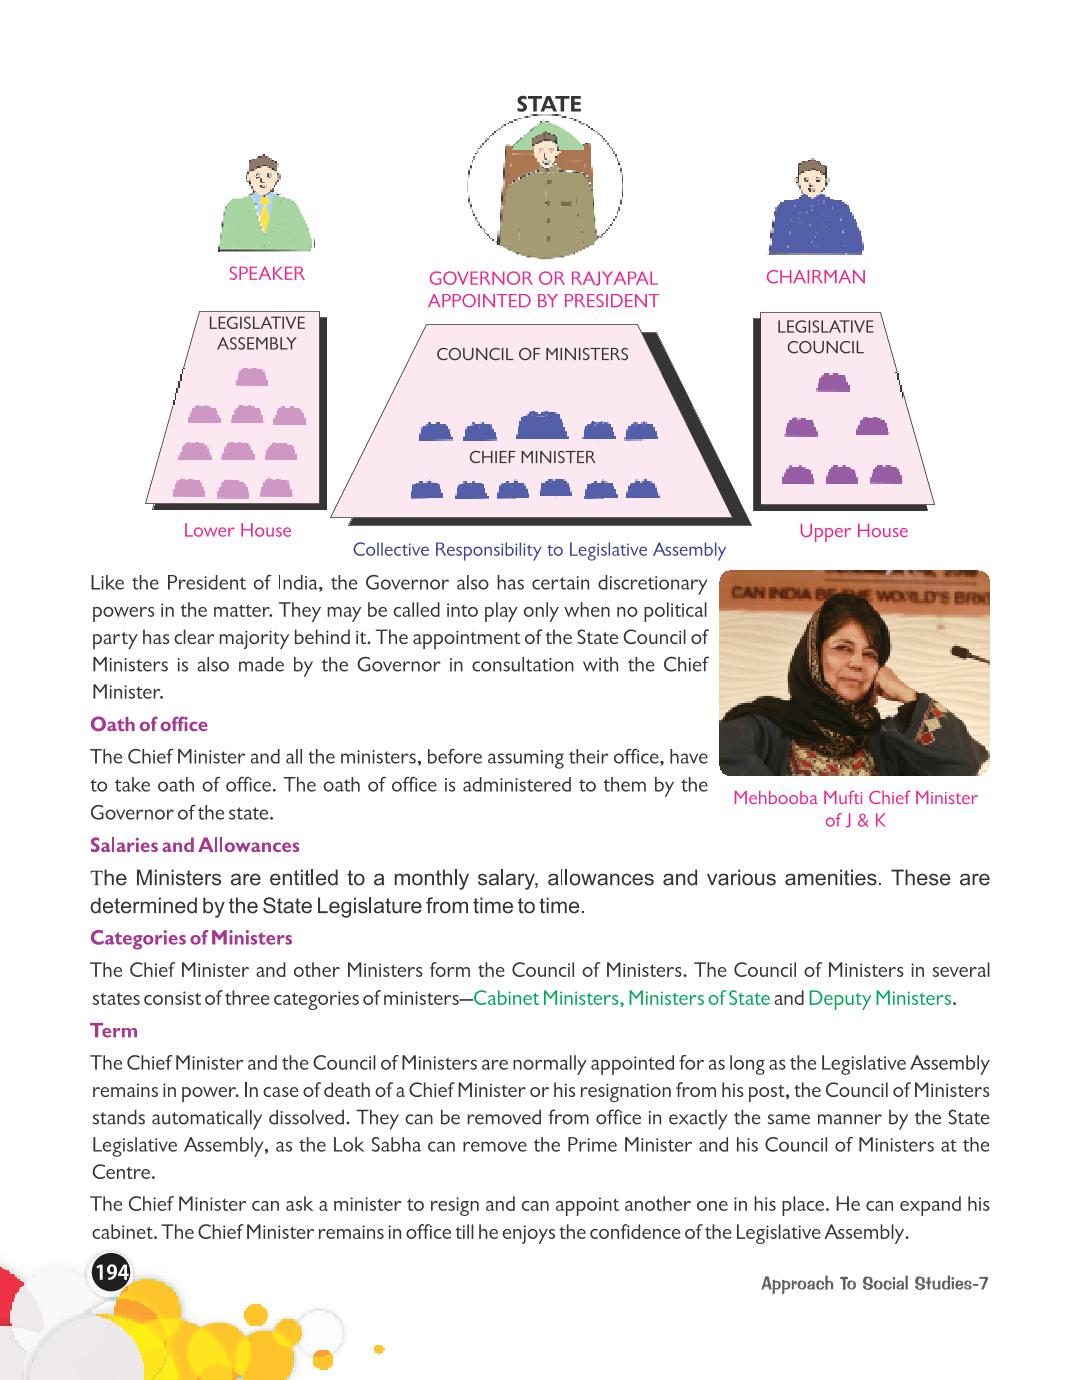 STATE
SPEAKER
GOVERNOR OR RAJYAPAL
APPOINTED BY PRESIDENT
CHAIRMAN
LEGISLATIVE
ASSEMBLY
COUNCIL OF MINISTERS
CHIEF MINISTER
LEGISLATIVE
COUNCIL
Lower House
Collective Responsibility to Legislative Assembly
Upper House
Like the President of India, the Governor also has certain discretionary
powers in the matter. They may be called into play only when no political
party has clear majority behind it. The appointment of the State Council of
Ministers is also made by the Governor in consultation with the Chief
Minister.
CAN INDIA BE THE WORLD'S BRI
Mehbooba Mufti Chief Minister
of J & K
Oath of office
The Chief Minister and all the ministers, before assuming their office, have
to take oath of office. The oath of office is administered to them by the
Governor of the state.
Salaries and Allowances
The Ministers are entitled to a monthly salary, allowances and various amenities. These are
determined by the State Legislature from time to time.
Categories of Ministers
The Chief Minister and other Ministers form the Council of Ministers. The Council of Ministers in several
states consist of three categories of ministers—Cabinet Ministers, Ministers of State and Deputy Ministers.
Term
The Chief Minister and the Council of Ministers are normally appointed for as long as the Legislative Assembly
remains in power. In case of death of a Chief Minister or his resignation from his post, the Council of Ministers
stands automatically dissolved. They can be removed from office in exactly the same manner by the State
Legislative Assembly, as the Lok Sabha can remove the Prime Minister and his Council of Ministers at the
Centre.
The Chief Minister can ask a minister to resign and can appoint another one in his place. He can expand his
cabinet. The Chief Minister remains in office till he enjoys the confidence of the Legislative Assembly.
194
Approach To Social Studies-7